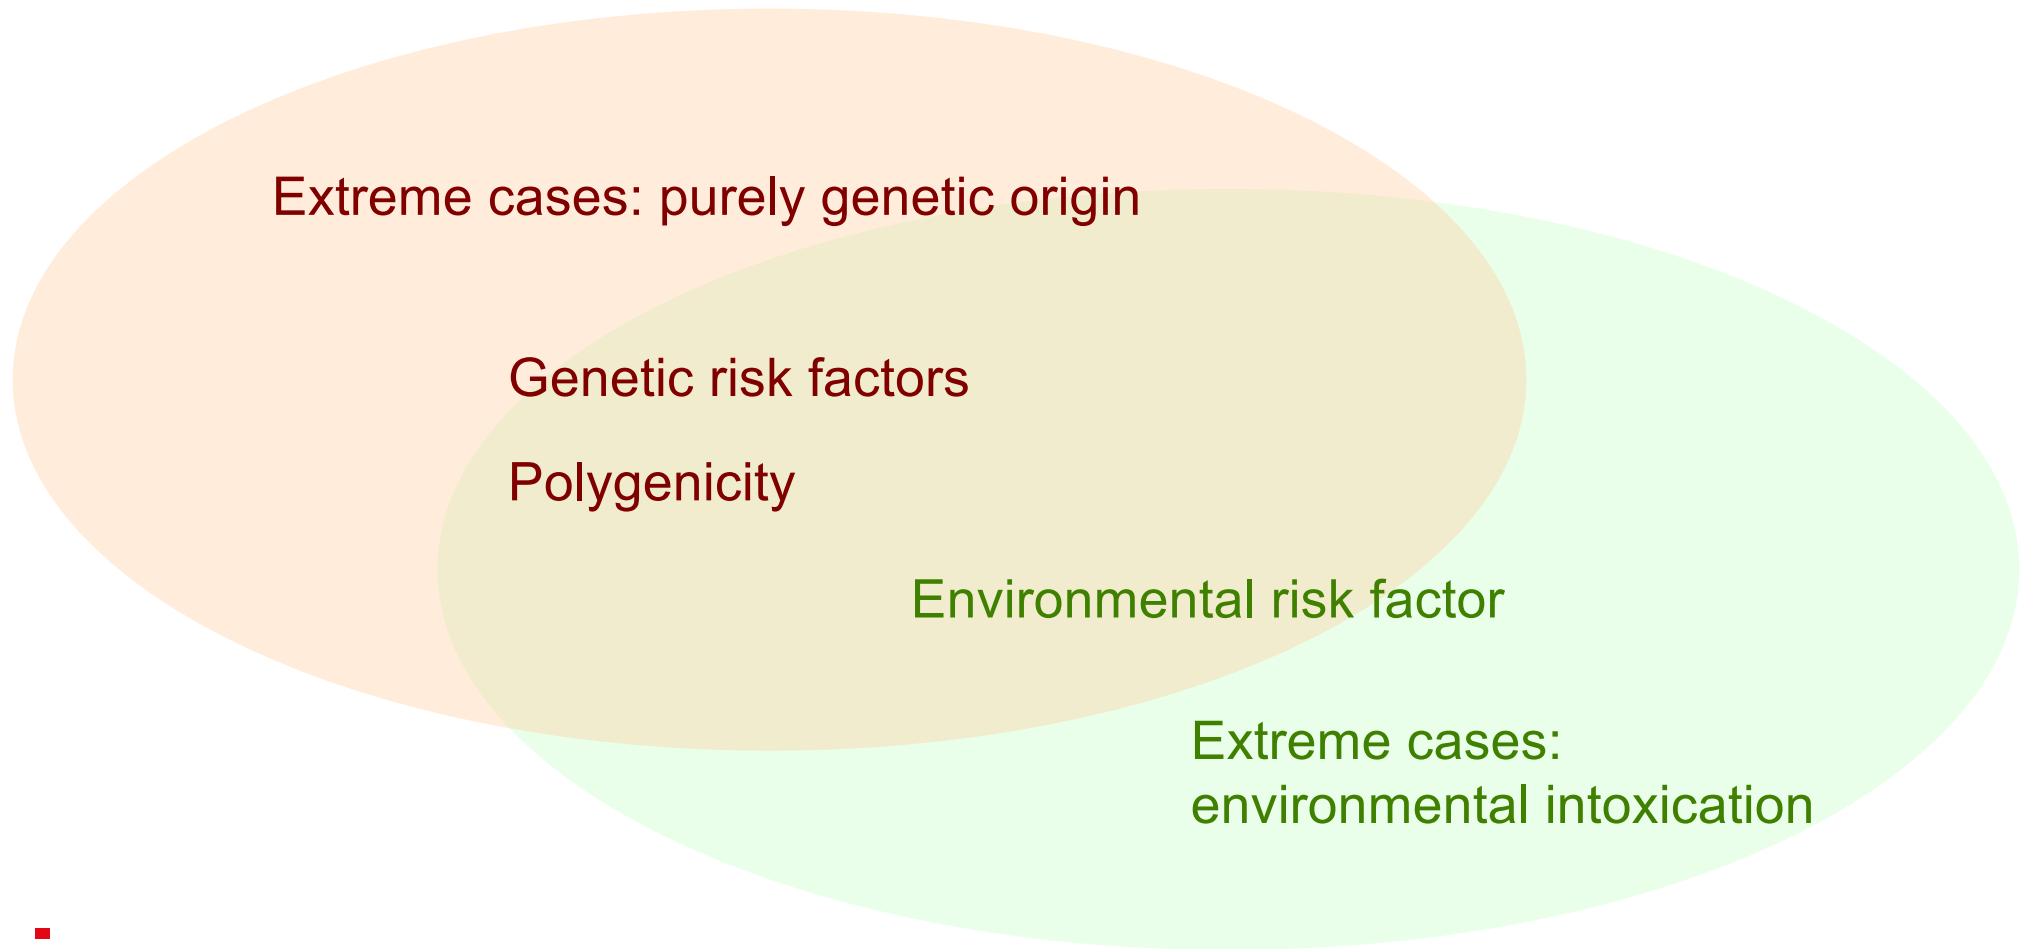 Extreme cases: purely genetic origin
Genetic risk factors
Polygenicity
Environmental risk factor
Extreme cases:
environmental intoxication